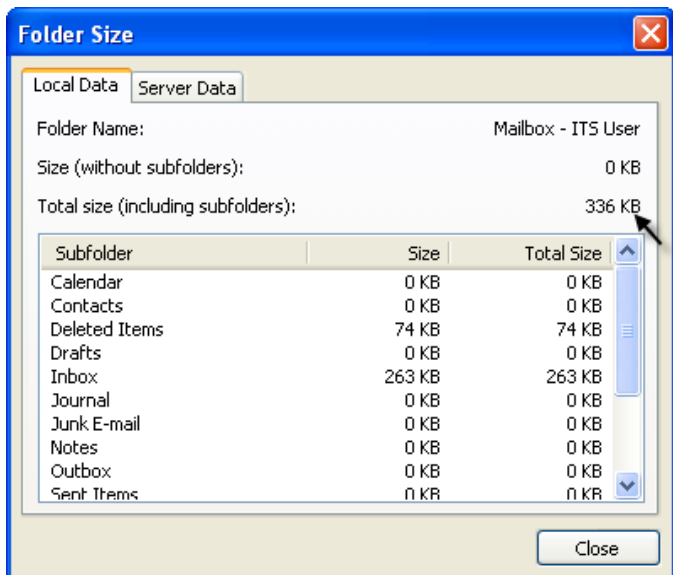 Folder Size
Local Data Server Data
Folder Name: Mailbox - ITS User
Size (without subfolders): 0 KB
Total size (including subfolders): 336 KB
Subfolder Size Total Size
Calendar 0 KB 0 KB
Contacts 0 KB 0 KB
Deleted Items 74 KB 74 KB
Drafts 0 KB 0 KB
Inbox 263 KB 263 KB
Journal 0 KB 0 KB
Junk E-mail 0 KB 0 KB
Notes 0 KB 0 KB
Outbox 0 KB 0 KB
Sent Items 0 KB 0 KB
Close